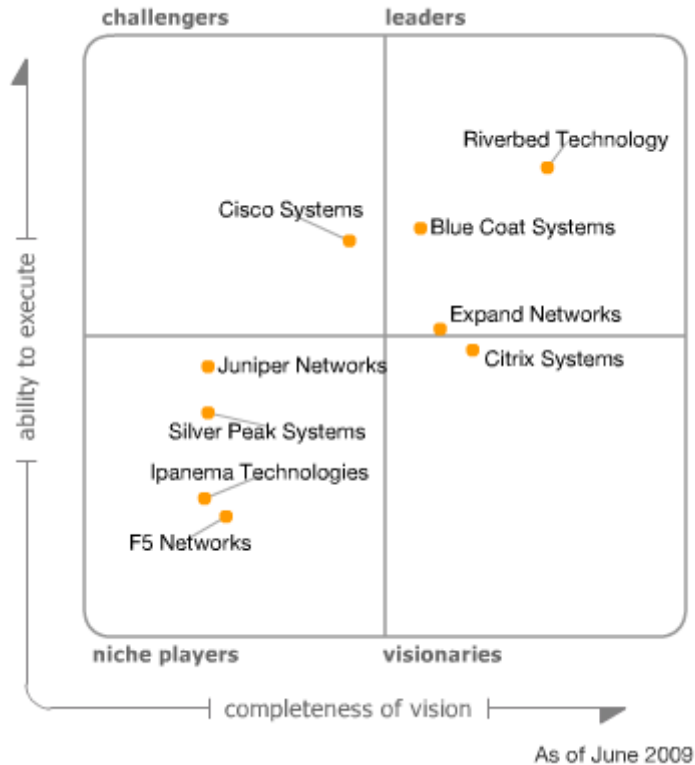 challengers
leaders
Riverbed Technology
Cisco Systems
Blue Coat Systems
Expand Networks
Citrix Systems
Juniper Networks
Silver Peak Systems
Ipanema Technologies
F5 Networks
ability to execute
niche players
visionaries
completeness of vision
As of June 2009